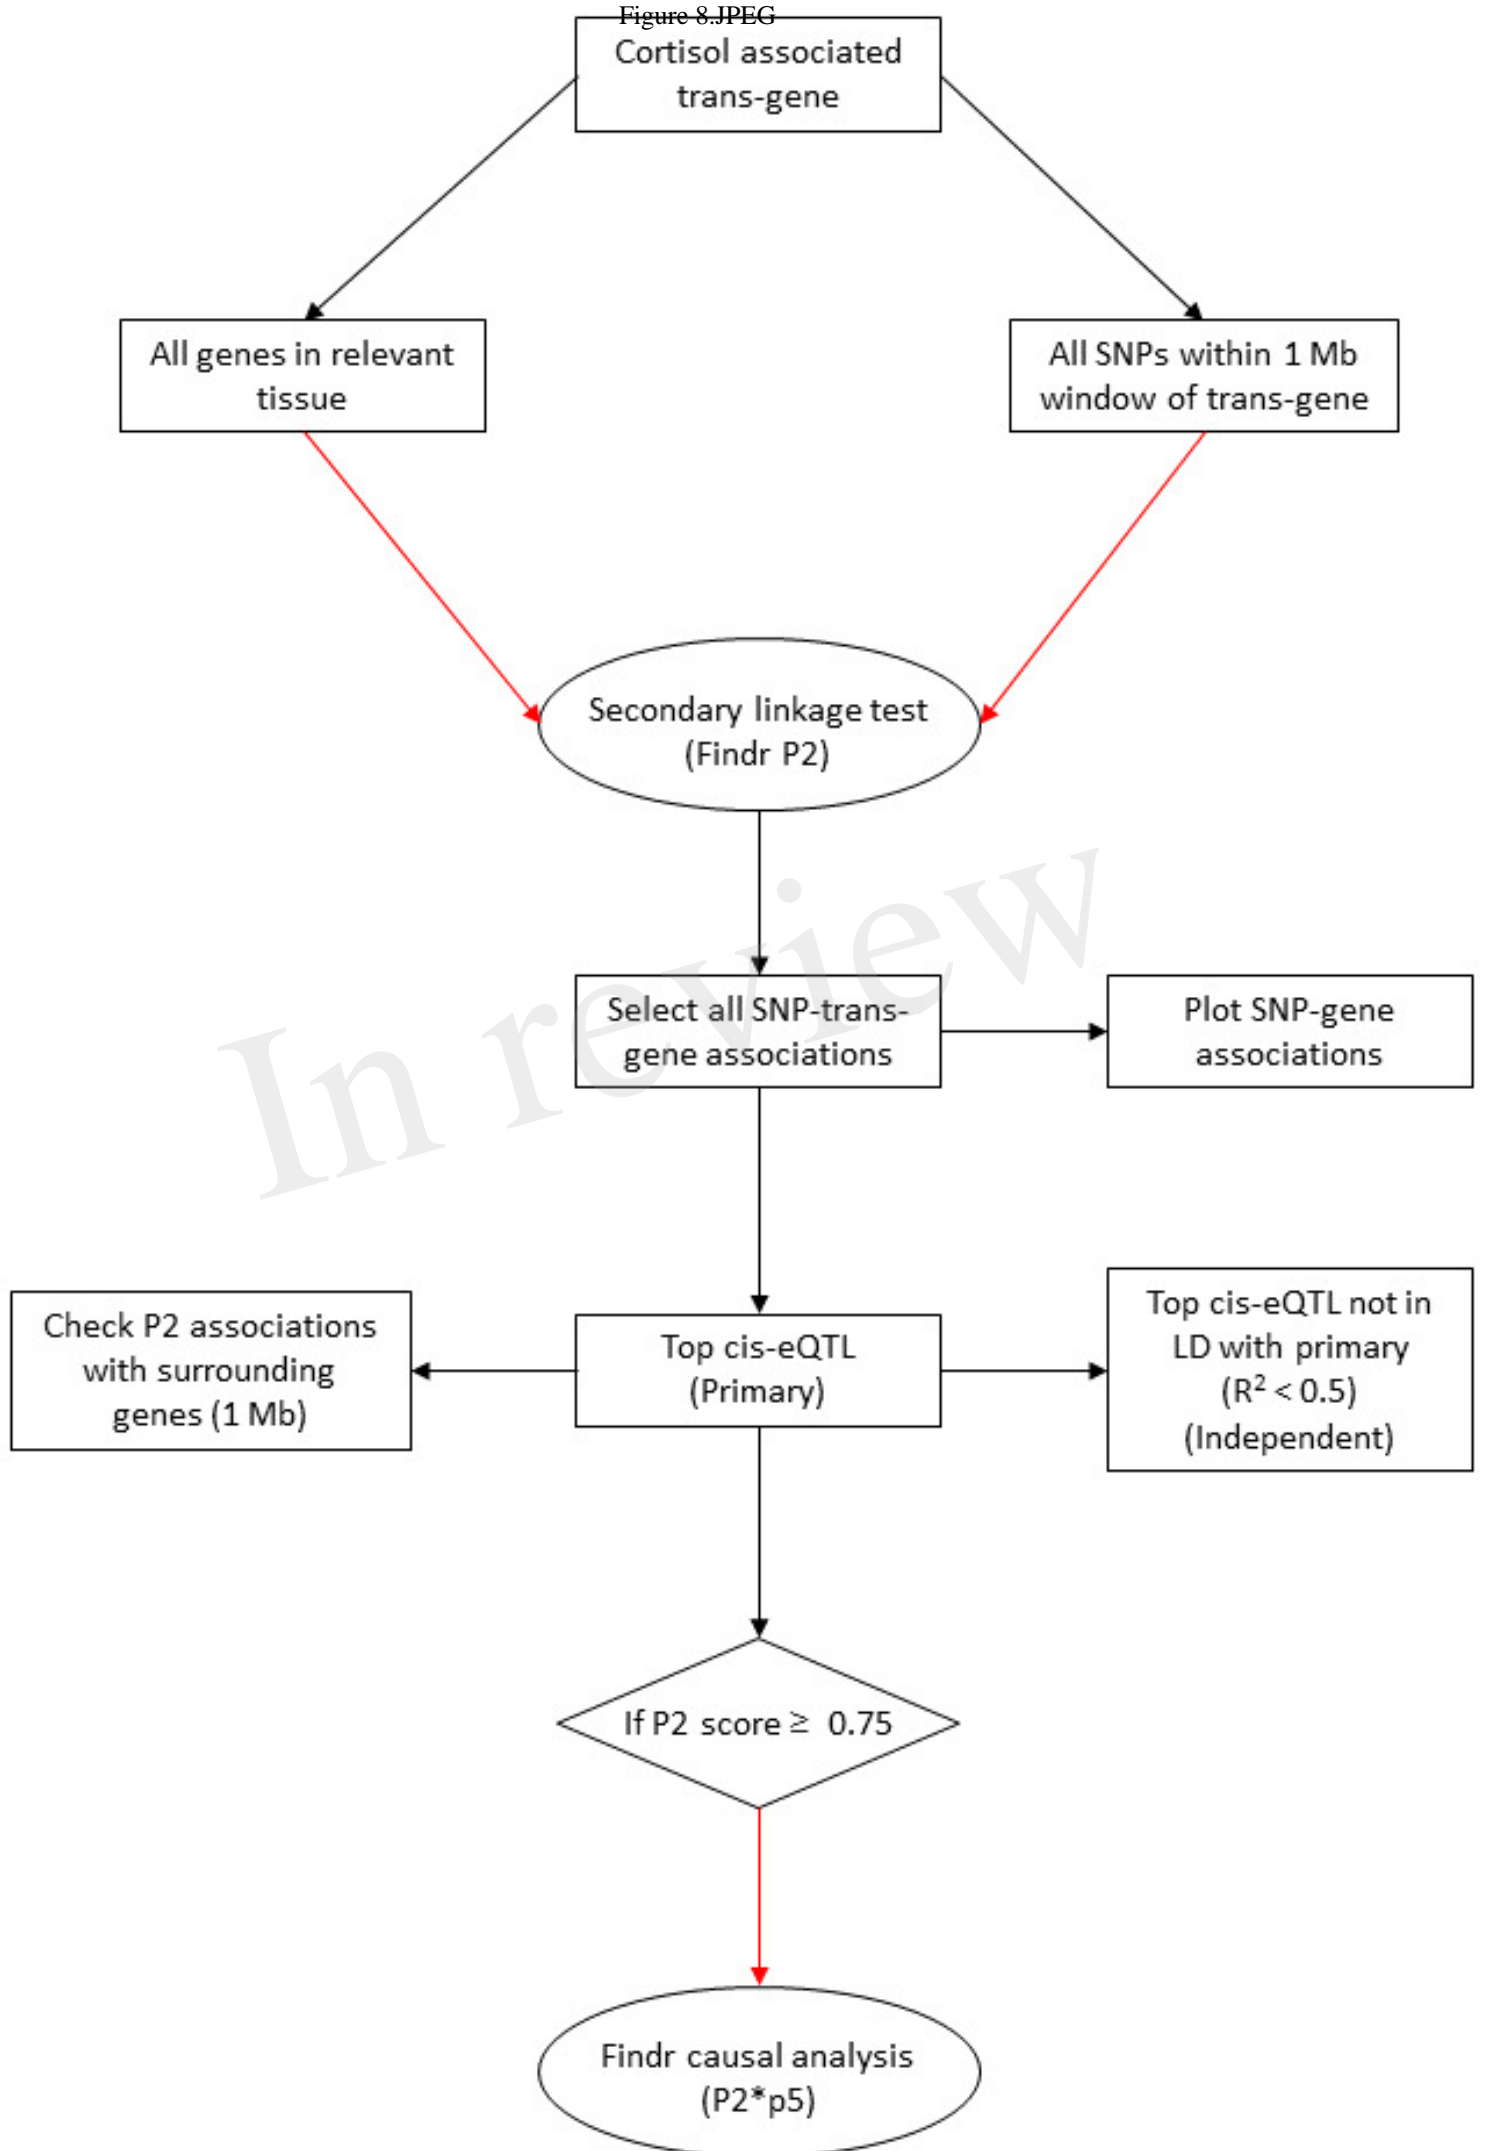 Figure 8.JPEG
Cortisol associated
trans-gene
All genes in relevant
tissue
All SNPs within 1 Mb
window of trans-gene
Secondary linkage test
(Findr P2)
Select all SNP-trans-
gene associations
Plot SNP-gene
associations
In review
Check P2 associations
with surrounding
genes (1 Mb)
Top cis-eQTL
(Primary)
Top cis-eQTL not in
LD with primary
(R² < 0.5)
(Independent)
If P2 score ≥ 0.75
Findr causal analysis
(P2*p5)